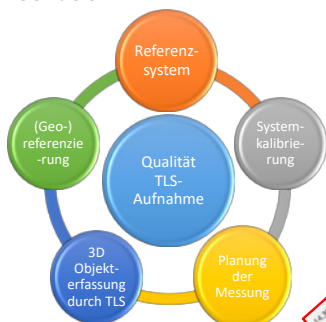 Referenz-
system
(Geo-)
referenzie
-rung
System-
kalibrie-
rung
Qualität
TLS-
Aufnahme
3D
Objekt-
erfassung
durch TLS
Planung
der
Messung